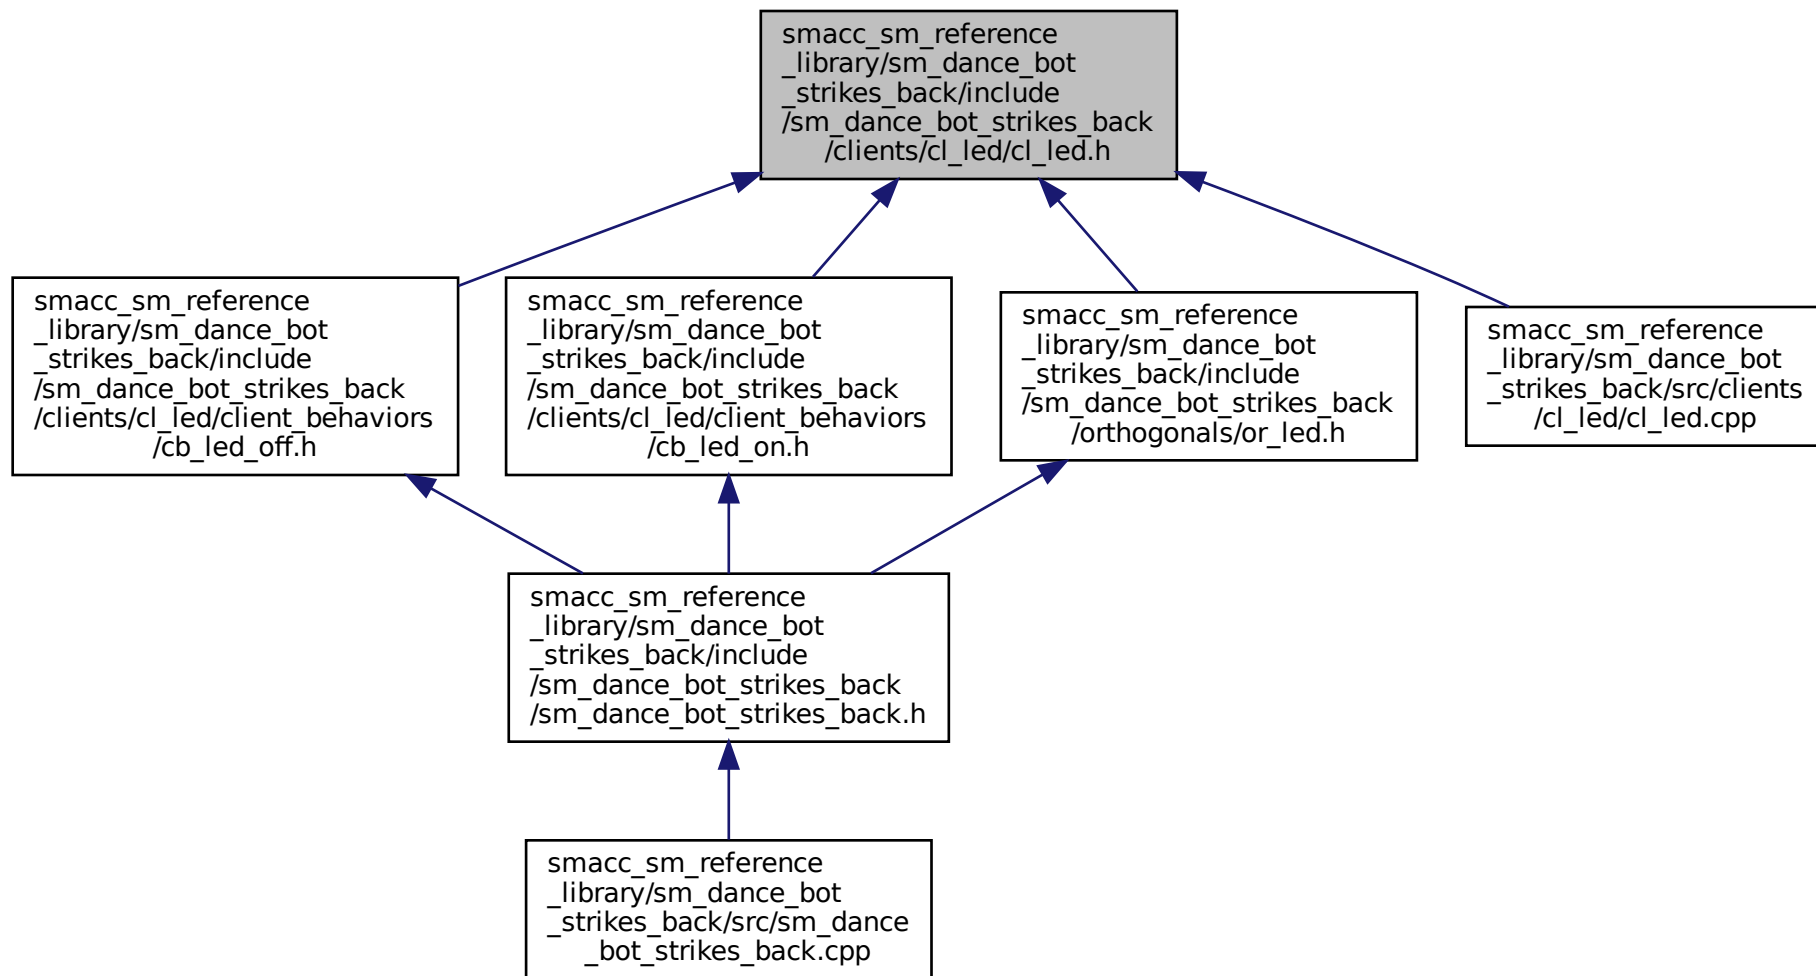 smacc_sm_reference
_library/sm_dance_bot
_strikes_back/include
/sm_dance_bot_strikes_back
/clients/cl_led/cl_led.h
smacc_sm_reference
_library/sm_dance_bot
_strikes_back/include
/sm_dance_bot_strikes_back
/clients/cl_led/client_behaviors
/cb_led_off.h
smacc_sm_reference
_library/sm_dance_bot
_strikes_back/include
/sm_dance_bot_strikes_back
/clients/cl_led/client_behaviors
/cb_led_on.h
smacc_sm_reference
_library/sm_dance_bot
_strikes_back/include
/sm_dance_bot_strikes_back
/orthogonals/or_led.h
smacc_sm_reference
_library/sm_dance_bot
_strikes_back/src/clients
/cl_led/cl_led.cpp
smacc_sm_reference
_library/sm_dance_bot
_strikes_back/include
/sm_dance_bot_strikes_back
/sm_dance_bot_strikes_back.h
smacc_sm_reference
_library/sm_dance_bot
_strikes_back/src/sm_dance
_bot_strikes_back.cpp